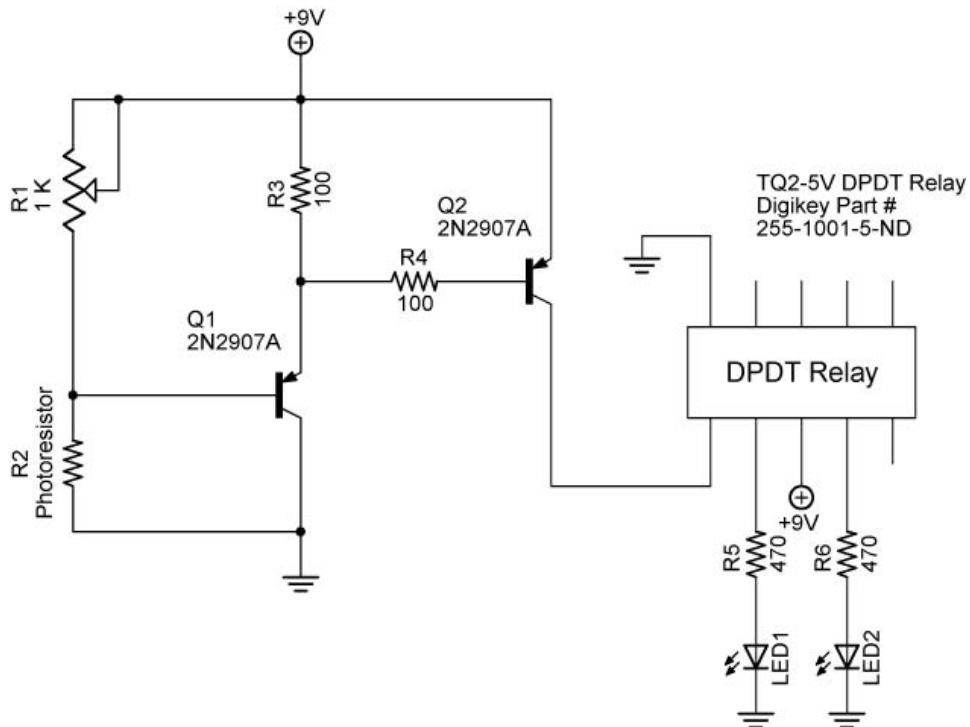 +9V
R1
1 K
R3
100
Q2
2N2907A
R4
100
TQ2-5V DPDT Relay
Digikey Part #
255-1001-5-ND
Q1
2N2907A
DPDT Relay
R2
Photoresistor
+9V
R5
470
R6
470
LED1
LED2